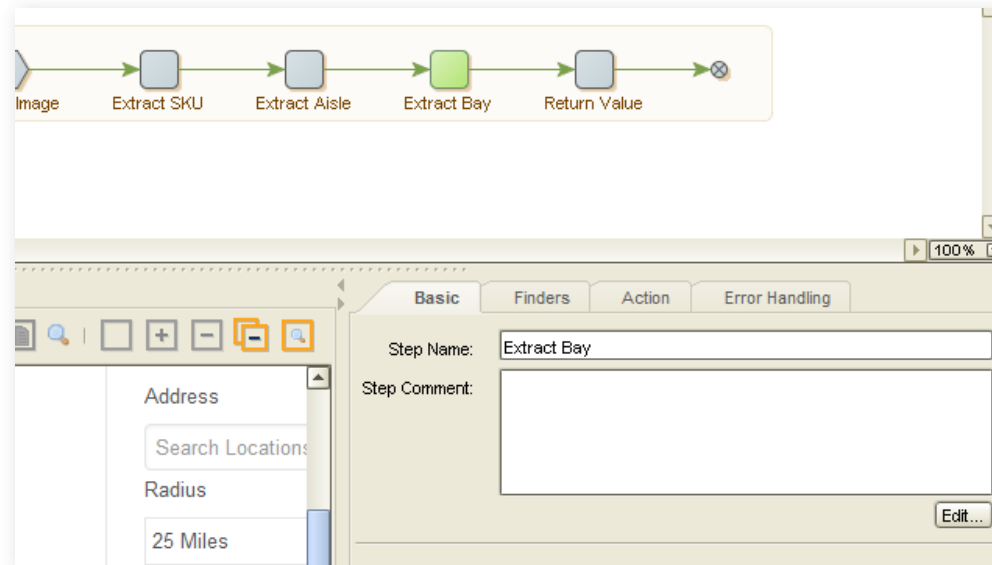 Image
Extract SKU
Extract Aisle
Extract Bay
Return Value
100%
Basic
Finders
Action
Error Handling
Step Name:
Extract Bay
Step Comment:
Edit...
Address
Search Locations
Radius
25 Miles